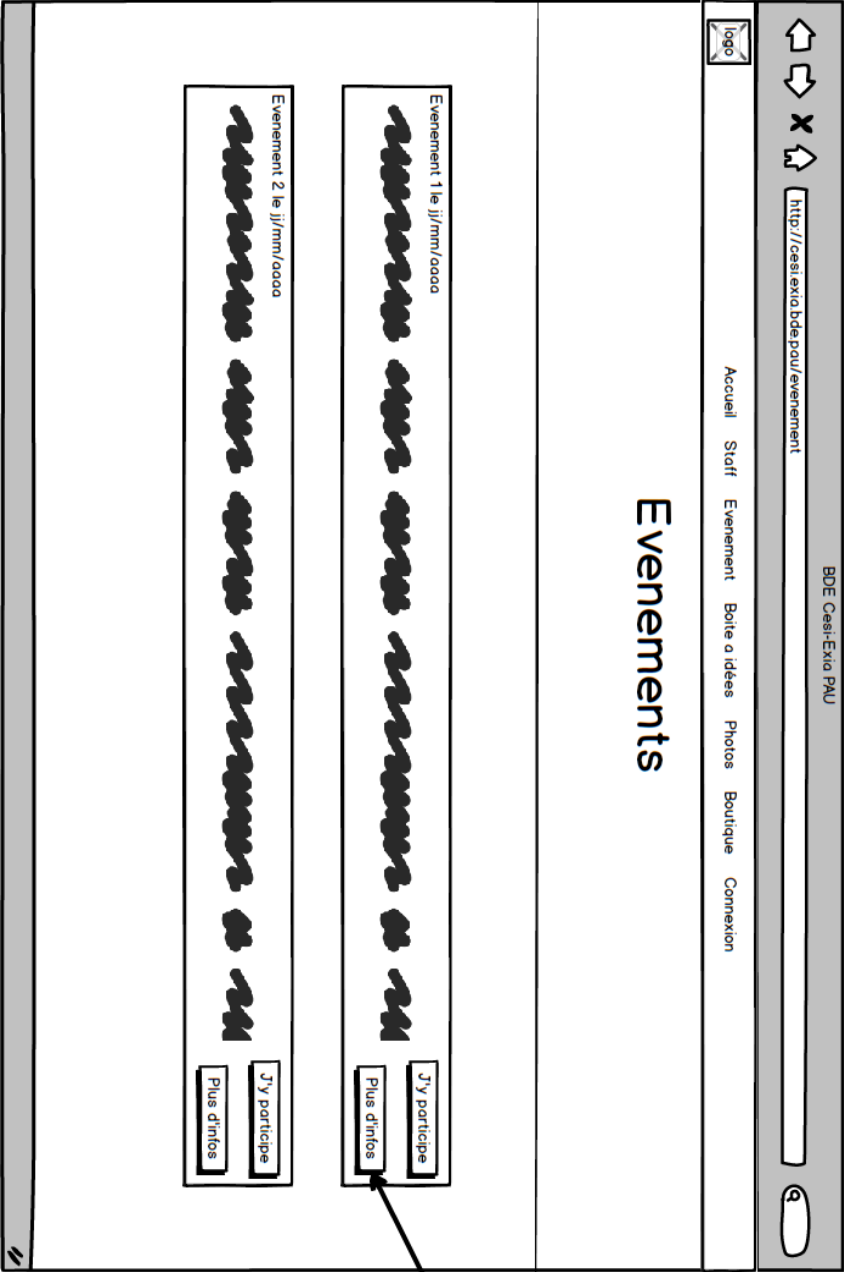 BDE Cesi-Exia PAU
http://cesi.exia.bde.pau/evenement
logo
Accueil Staff Evenement Boite a idées Photos Boutique Connexion
Evenements
Evenement 1 le jj/mm/aaaa
J'y participe
Plus d'infos
Evenement 2 le jj/mm/aaaa
J'y participe
Plus d'infos